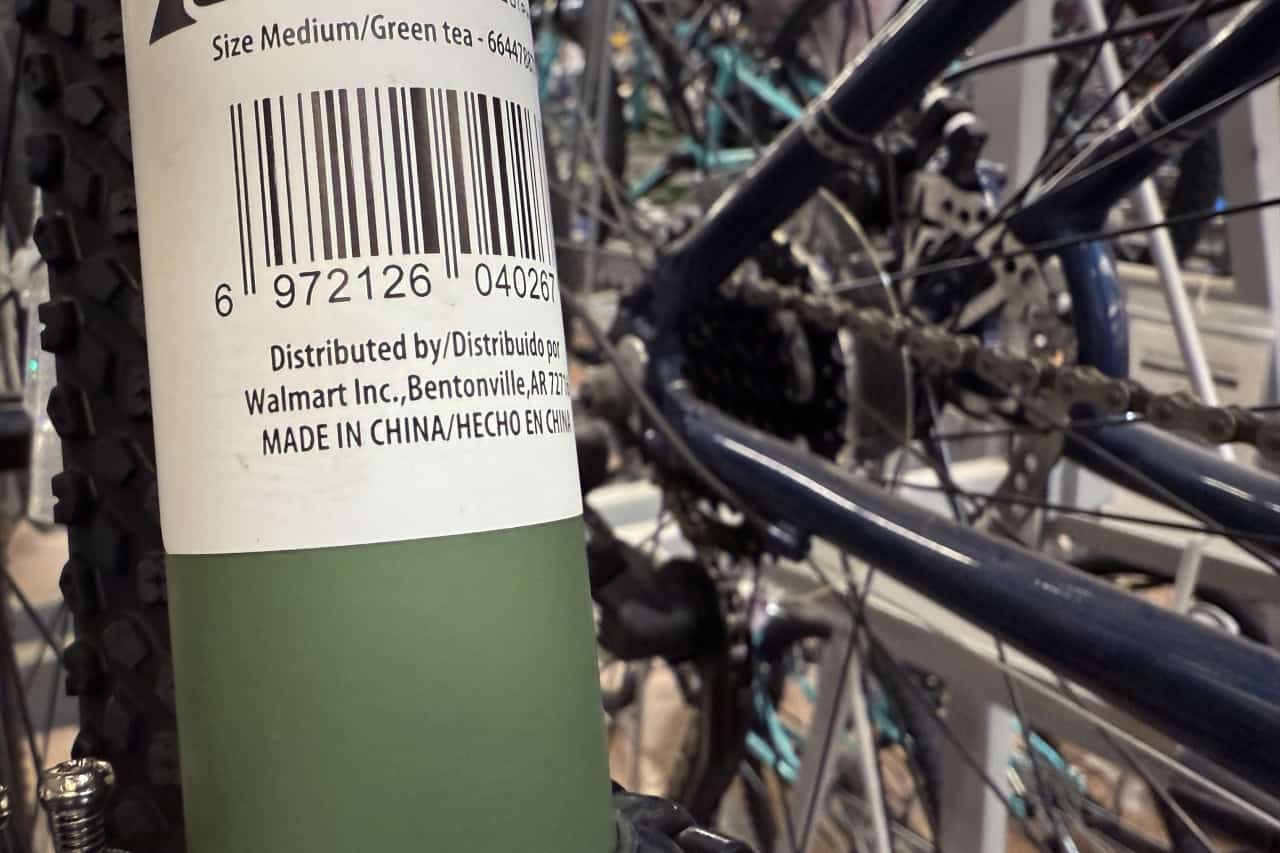 Size Medium/Green tea -
6 972126 040267
Distributed by/Distribuido por
Walmart Inc.,Bentonville,AR
MADE IN CHINA/HECHO EN CHINA